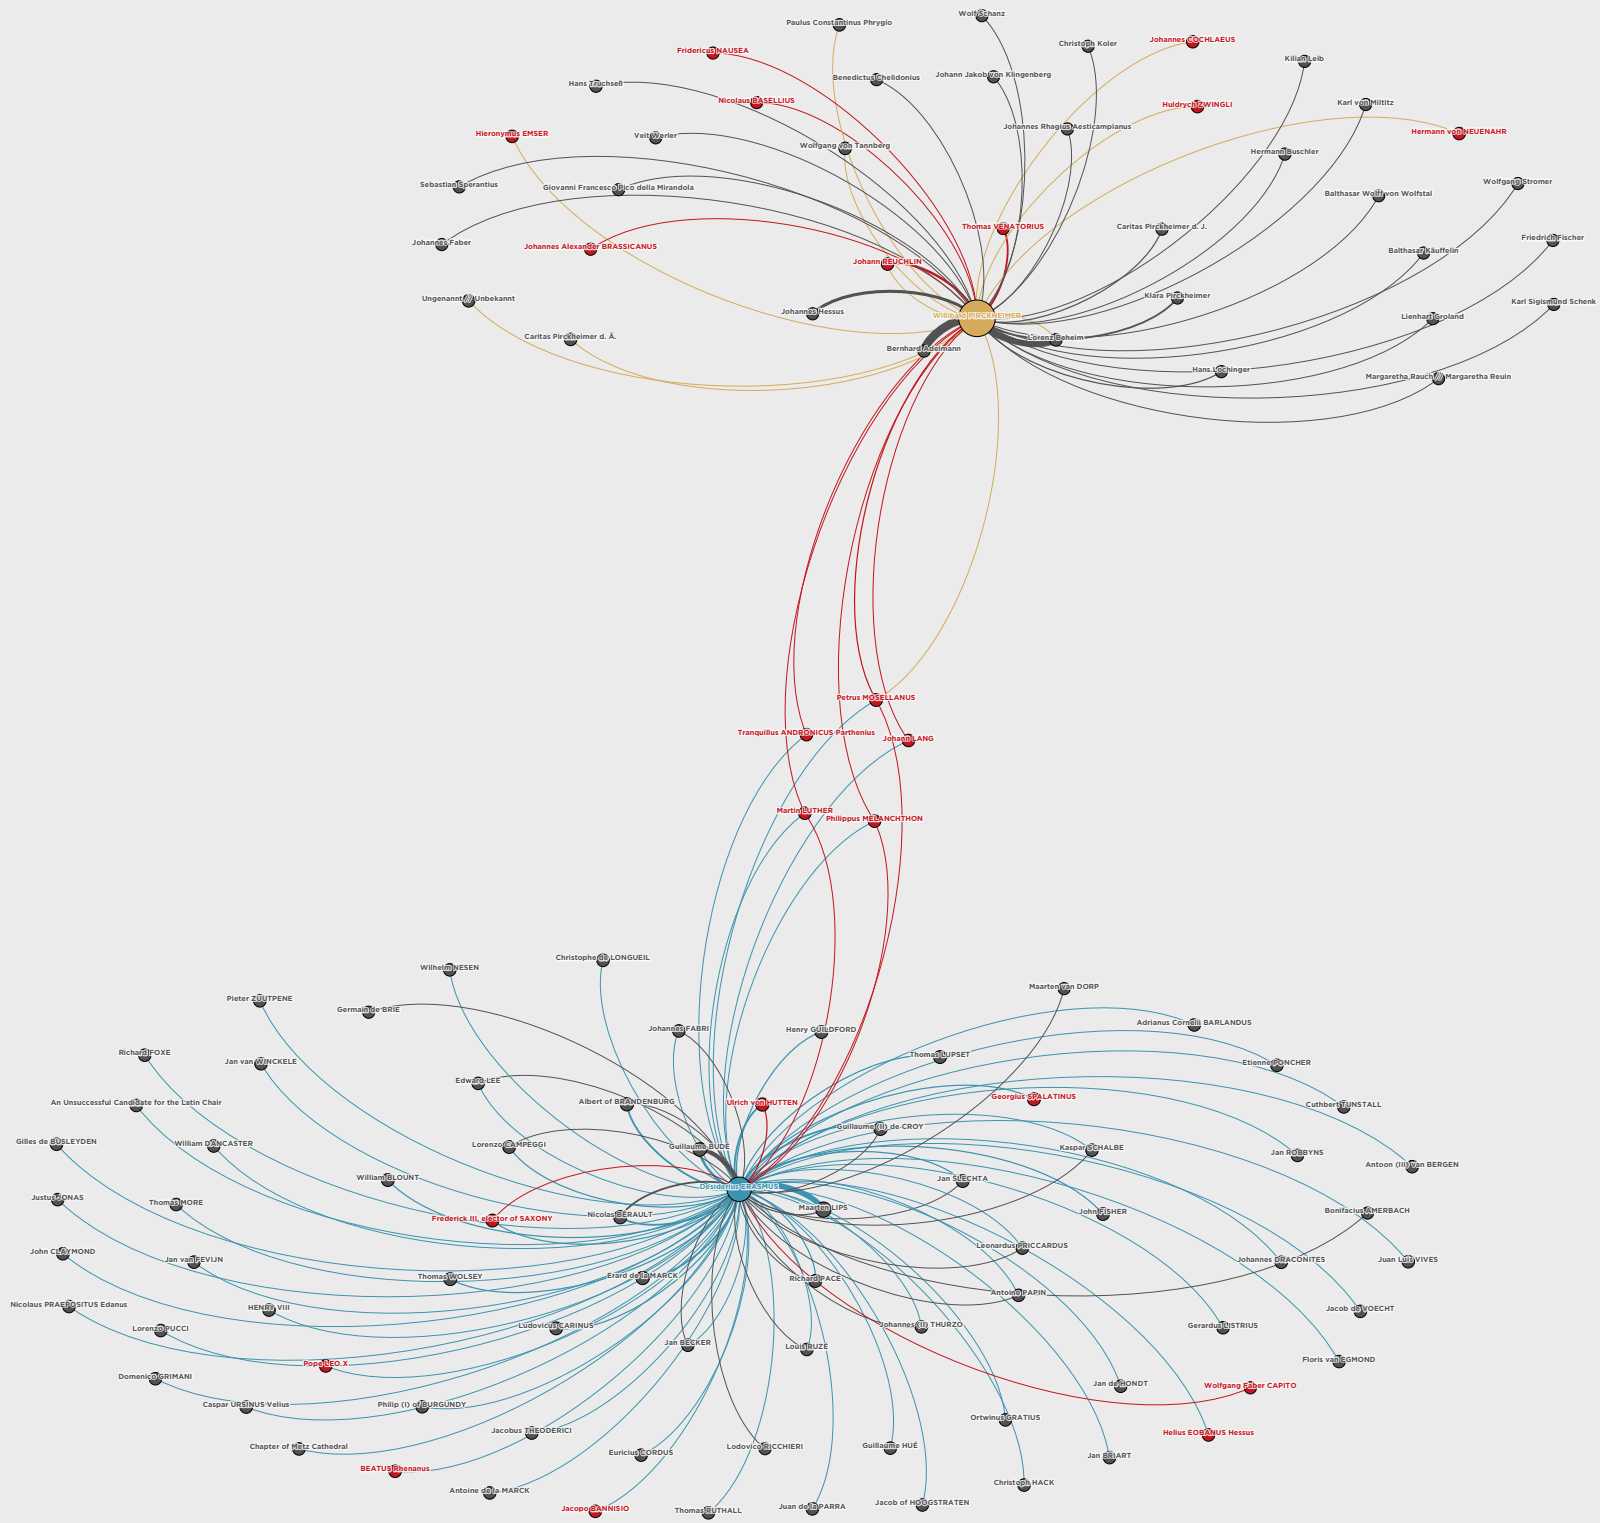 Wolf Schanz
Paulus Constantinus Phrygio
Johannes COCHLAEUS
Christoph Koler
Fridericus NAUSEA
Kilian Leib
Johann Jakob von Klingenberg
Benedictus Chelidonius
Hans Truchseß
Nicolaus BASELLIUS
Karl von Miltitz
Huldrych ZWINGLI
Johannes Rhagius Aesticampianus
Hermann von NEUENAHR
Hieronymus EMSER
Veit Werler
Wolfgang von Tannberg
Hermann Buschler
Wolfgang Stromer
Sebastian Sperantius
Giovanni Francesco Pico della Mirandola
Balthasar Wolff von Wolfstal
Thomas VENATORIUS
Caritas Pirckheimer d. J.
Friedrich Fischer
Johannes Faber
Johannes Alexander BRASSICANUS
Balthasar Käuffelin
Johann REUCHLIN
Klara Pirckheimer
Ungenannt // Unbekannt
Karl Sigismund Schenk
Johannes Hessus
Willibald PIRCKHEIMER
Lienhart Groland
Caritas Pirckheimer d. Ä.
Lorenz Beheim
Bernhard Adelmann
Hans Lochinger
Margaretha Rauch // Margaretha Reuin
Petrus MOSELLANUS
Tranquillus ANDRONICUS Parthenius
Johann LANG
Martin LUTHER
Philippus MELANCHTHON
Christophe de LONGUEIL
Wilhelm NESEN
Maarten van DORP
Pieter ZUUTPENE
Germain de BRIE
Adrianus Cornelii BARLANDUS
Johannes FABRI
Henry GUILDFORD
Richard FOXE
Jan van WINCKELE
Thomas LUPSET
Etienne PONCHER
Edward LEE
Georgius SPALATINUS
An Unsuccessful Candidate for the Latin Chair
Albert of BRANDENBURG
Ulrich von HUTTEN
Cuthbert TUNSTALL
Guillaume (II) de CROY
Gilles de BUSLEYDEN
William DANCASTER
Lorenzo CAMPEGGI
Guillaume BUDÉ
Kaspar SCHALBE
Jan ROBBYNS
Antoon (III) van BERGEN
William BLOUNT
Jan ŠLECHTA
Desiderius ERASMUS
Justus JONAS
Thomas MORE
Maarten LIPS
John FISHER
Bonifacius AMERBACH
Frederick III, elector of SAXONY
Nicolas BÉRAULT
Leonardus PRICCARDUS
John CLAYMOND
Jan van FEVIJN
Johannes DRACONITES
Juan Luis VIVES
Thomas WOLSEY
Erard de la MARCK
Richard PACE
Antoine PAPIN
Nicolaus PRAEPOSITUS Edanus
HENRY VIII
Jacob de VOECHT
Lorenzo PUCCI
Ludovicus CARINUS
Johannes (II) THURZO
Gerardus LISTRIUS
Jan BECKER
Louis RUZÉ
Pope LEO X
Floris van EGMOND
Domenico GRIMANI
Jan de HONDT
Wolfgang Faber CAPITO
Caspar URSINUS Velius
Philip (I) of BURGUNDY
Ortwinus GRATIUS
Jacobus THEODERICI
Helius EOBANUS Hessus
Chapter of Metz Cathedral
Euricius CORDUS
Lodovico RICCHIERI
Guillaume HUÉ
Jan BRIART
BEATUS Rhenanus
Christoph HACK
Antoine de la MARCK
Jacopo BANNISIO
Thomas RUTHALL
Juan de la PARRA
Jacob of HOOGSTRATEN